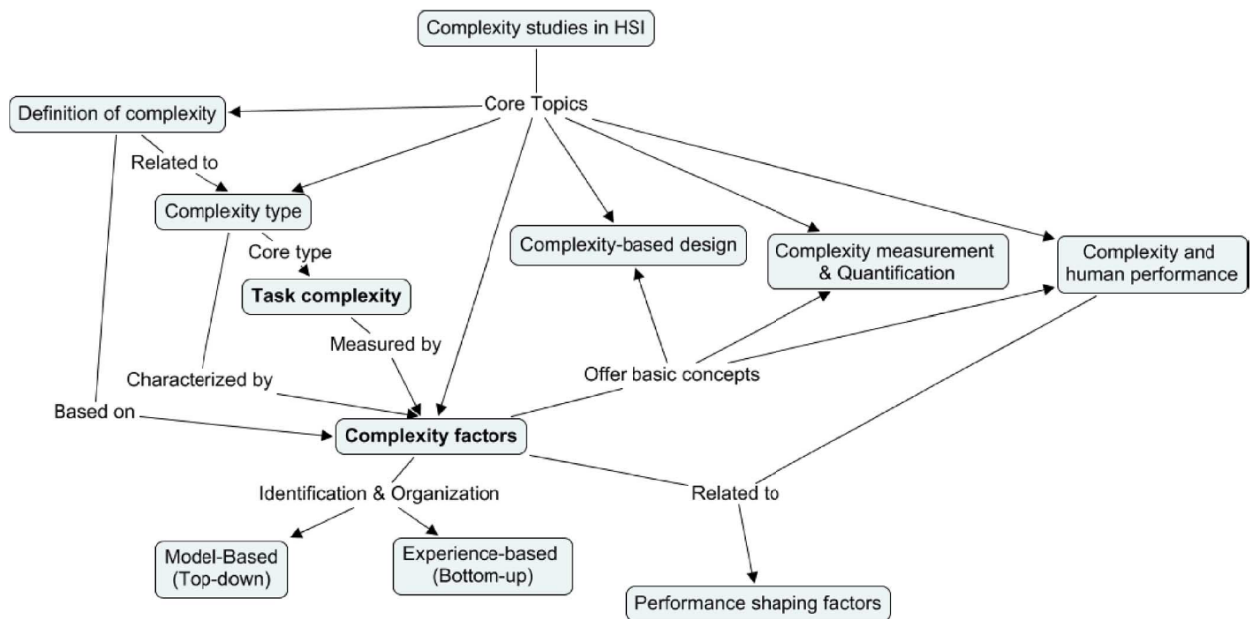 Complexity studies in HSI
Core Topics
Definition of complexity
Related to
Complexity type
Core type
Task complexity
Complexity-based design
Complexity measurement
& Quantification
Complexity and
human performance
Measured by
Characterized by
Offer basic concepts
Based on
Complexity factors
Identification & Organization
Related to
Model-Based
(Top-down)
Experience-based
(Bottom-up)
Performance shaping factors